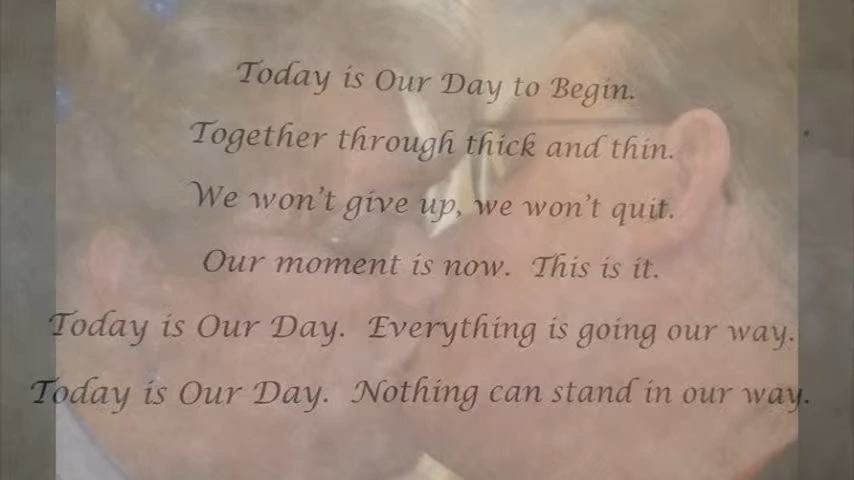 Today is Our Day to Begin.
Together through thick and thin.
We won't give up, we won't quit.
Our moment is now.  This is it.
Today is Our Day.  Everything is going our way.
Today is Our Day.  Nothing can stand in our way.